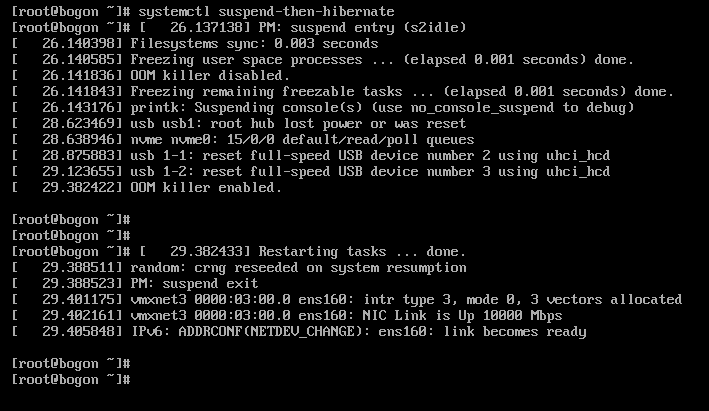 [root@bogon ~]# systemctl suspend-then-hibernate
[root@bogon ~]# [   26.137138] PM: suspend entry (s2idle)
[   26.140398] Filesystems sync: 0.003 seconds
[   26.140585] Freezing user space processes ... (elapsed 0.001 seconds) done.
[   26.141836] OOM killer disabled.
[   26.141843] Freezing remaining freezable tasks ... (elapsed 0.001 seconds) done.
[   26.143176] printk: Suspending console(s) (use no_console_suspend to debug)
[   28.623469] usb usb1: root hub lost power or was reset
[   28.638946] nvme nvme0: 15/0/0 default/read/poll queues
[   28.875883] usb 1-1: reset full-speed USB device number 2 using uhci_hcd
[   29.123655] usb 1-2: reset full-speed USB device number 3 using uhci_hcd
[   29.382422] OOM killer enabled.
[root@bogon ~]#
[root@bogon ~]#
[root@bogon ~]# [   29.382433] Restarting tasks ... done.
[   29.388511] random: crng reseeded on system resumption
[   29.388523] PM: suspend exit
[   29.401175] vmxnet3 0000:03:00.0 ens160: intr type 3, mode 0, 3 vectors allocated
[   29.402161] vmxnet3 0000:03:00.0 ens160: NIC Link is Up 10000 Mbps
[   29.405848] IPv6: ADDRCONF(NETDEV_CHANGE): ens160: link becomes ready
[root@bogon ~]#
[root@bogon ~]#